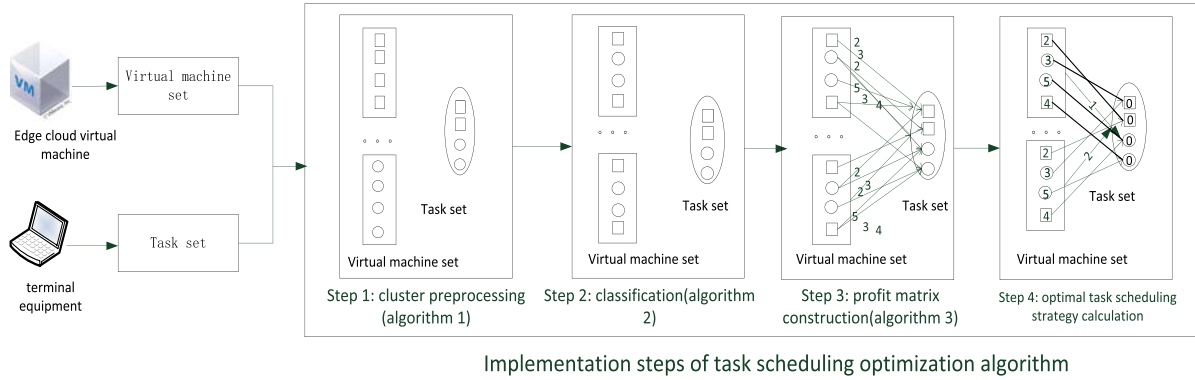 VM
Edge cloud virtual
machine
Virtual machine
set
terminal
equipment
Task set
Task set
Virtual machine set
Step 1: cluster preprocessing
(algorithm 1)
Task set
Virtual machine set
Step 2: classification(algorithm
2)
2
3
2
5
3 4
2
3
2
5
3 4
Task set
Virtual machine set
Step 3: profit matrix
construction(algorithm 3)
2
3
5
4
1
2
0
0
0
0
2
3
5
4
Task set
Virtual machine set
Step 4: optimal task scheduling
strategy calculation
Implementation steps of task scheduling optimization algorithm